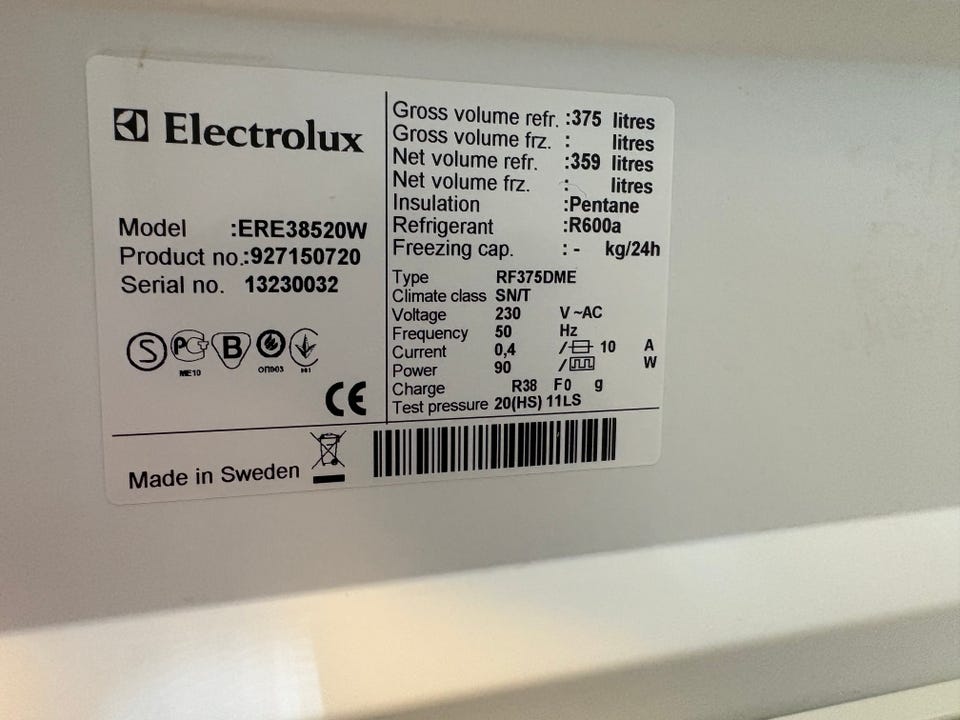 Electrolux
Model :ERE38520W
Product no.:927150720
Serial no. 13230032
S
B
ME10
CE
Gross volume refr. :375 litres
Gross volume frz. : litres
Net volume refr. :359 litres
Net volume frz. : litres
Insulation :Pentane
Refrigerant :R600a
Freezing cap. :- kg/24h
Type RF375DME
Climate class SN/T
Voltage 230 V ~AC
Frequency 50 Hz
Current 0,4 / 10 A
Power 90 / W
Charge R38 F0 g
Test pressure 20(HS) 11LS
Made in Sweden